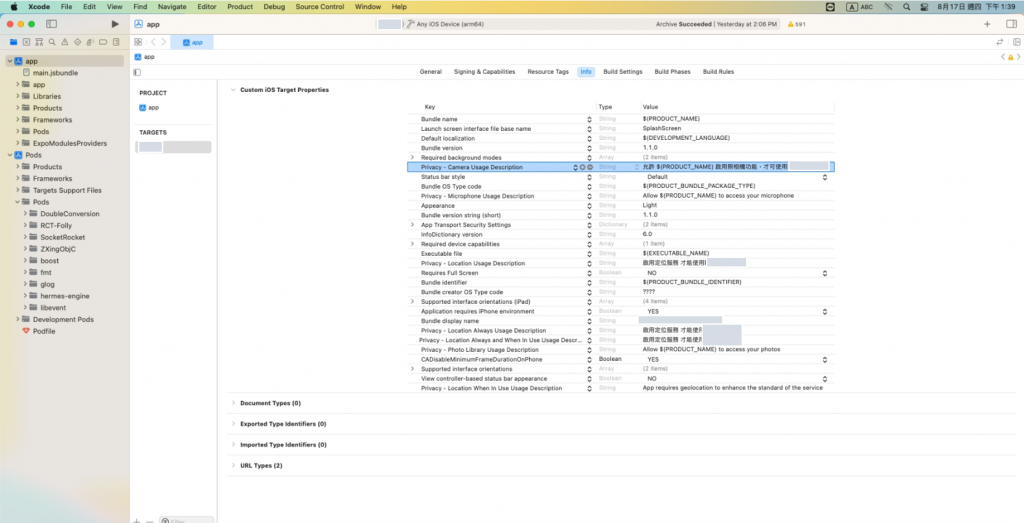 Xcode File Edit View Find Navigate Editor Product Debug Source Control Window Help A ABC 8月17日 週四 下午 1:39
app Any iOS Device (arm64) Archive Succeeded | Yesterday at 2:06 PM 591
app
app
General Signing & Capabilities Resource Tags Info Build Settings Build Phases Build Rules
app
main.jsbundle
app
Libraries
Products
Frameworks
Pods
ExpoModulesProviders
Pods
Products
Frameworks
Targets Support Files
Pods
DoubleConversion
RCT-Folly
SocketRocket
ZXingObjC
boost
fmt
glog
hermes-engine
libevent
Development Pods
Podfile
PROJECT
app
TARGETS
Filter
Custom iOS Target Properties
Key Type Value
Bundle name String $(PRODUCT_NAME)
Launch screen interface file base name String SplashScreen
Default localization String $(DEVELOPMENT_LANGUAGE)
Bundle version String 1.1.0
Required background modes Array (2 items)
Privacy - Camera Usage Description String 允許 $(PRODUCT_NAME) 啟用照相機功能，才可使用
Status bar style String Default
Bundle OS Type code String $(PRODUCT_BUNDLE_PACKAGE_TYPE)
Privacy - Microphone Usage Description String Allow $(PRODUCT_NAME) to access your microphone
Appearance String Light
Bundle version string (short) String 1.1.0
App Transport Security Settings Dictionary (2 items)
InfoDictionary version String 6.0
Required device capabilities Array (1 item)
Executable file String $(EXECUTABLE_NAME)
Privacy - Location Usage Description String 啟用定位服務 才能使用
Requires Full Screen Boolean NO
Bundle identifier String $(PRODUCT_BUNDLE_IDENTIFIER)
Bundle creator OS Type code String ????
Supported interface orientations (iPad) Array (4 items)
Application requires iPhone environment Boolean YES
Bundle display name String
Privacy - Location Always Usage Description String 啟用定位服務 才能使用
Privacy - Location Always and When In Use Usage Descr... String 啟用定位服務 才能使用
Privacy - Photo Library Usage Description String Allow $(PRODUCT_NAME) to access your photos
CADisableMinimumFrameDurationOnPhone Boolean YES
Supported interface orientations Array (2 items)
View controller-based status bar appearance Boolean NO
Privacy - Location When In Use Usage Description String App requires geolocation to enhance the standard of the service
Document Types (0)
Exported Type Identifiers (0)
Imported Type Identifiers (0)
URL Types (2)